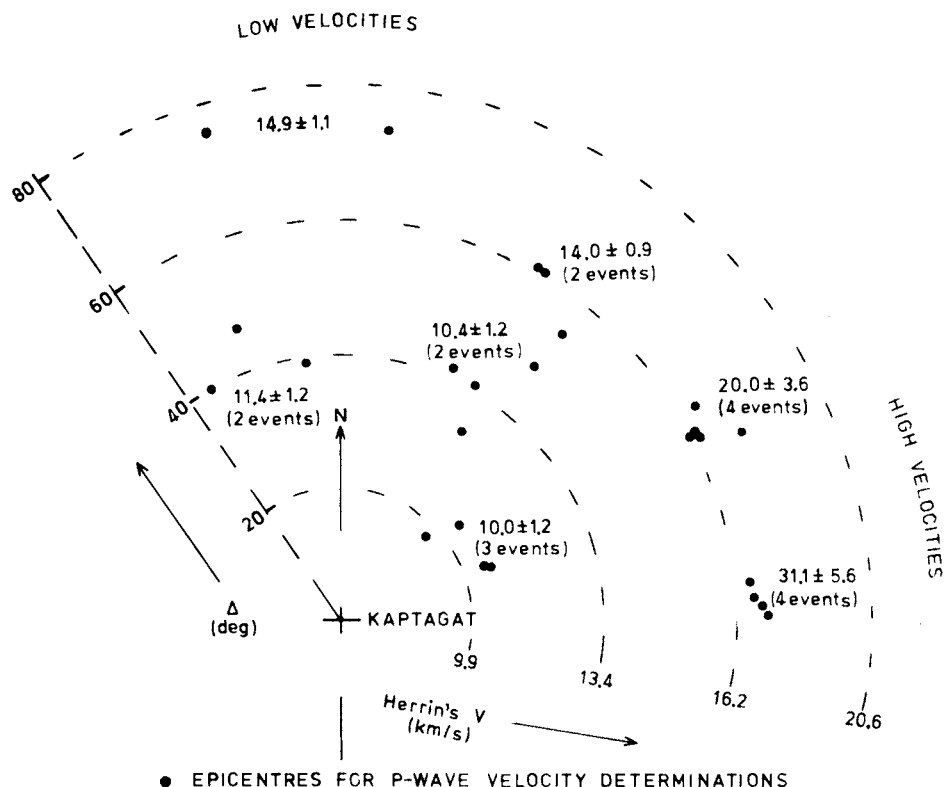 LOW VELOCITIES
14.9 ± 1.1
80
14.0 ± 0.9
(2 events)
60
10.4 ± 1.2
(2 events)
20.0 ± 3.6
(4 events)
11.4 ± 1.2
(2 events)
40
N
HIGH VELOCITIES
20
10.0 ± 1.2
(3 events)
31.1 ± 5.6
(4 events)
Δ
(deg)
KAPTAGAT
9.9
13.4
16.2
20.6
Herrin's V
(km/s)
● EPICENTRES FOR P-WAVE VELOCITY DETERMINATIONS